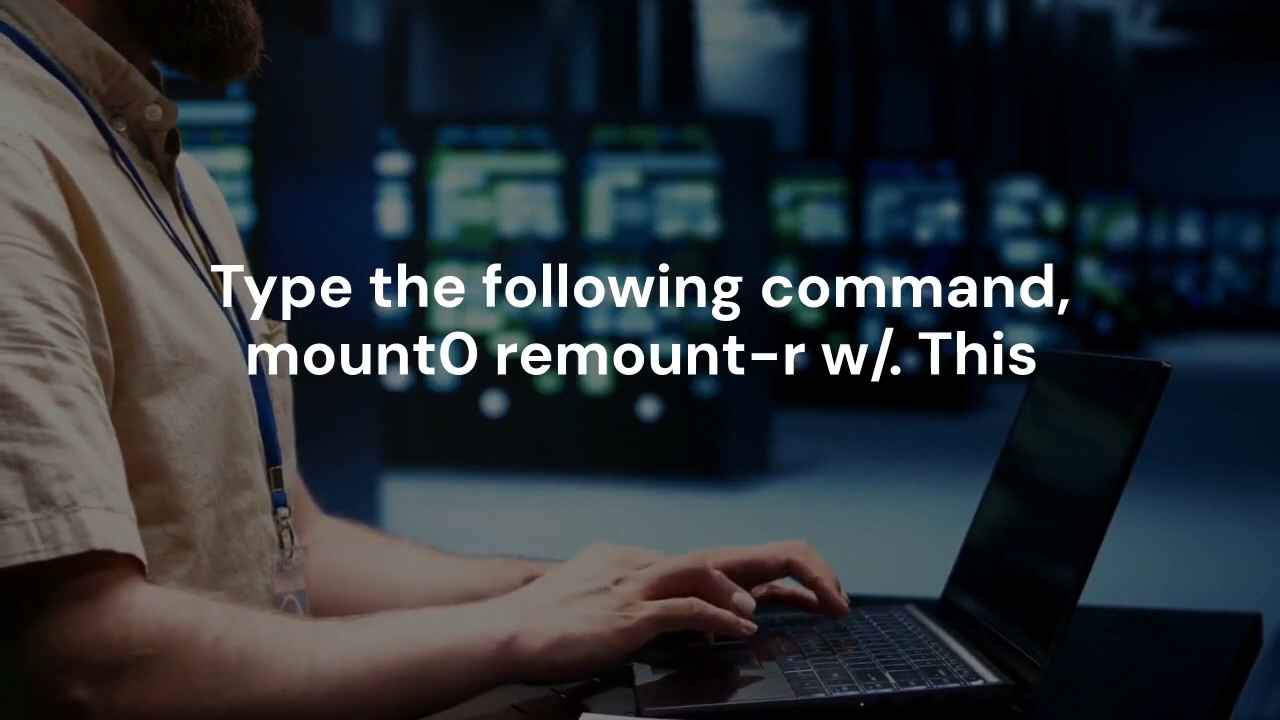 Type the following command,
mount0 remount-r w/. This